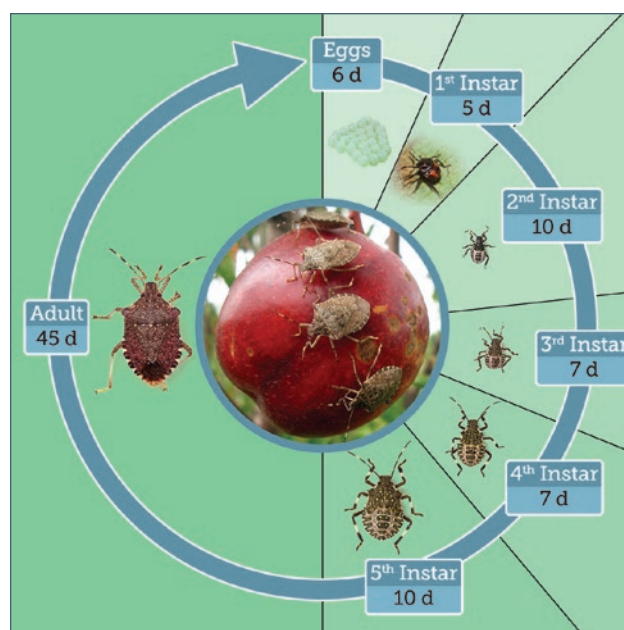 Eggs
6 d
1st Instar
5 d
2nd Instar
10 d
3rd Instar
7 d
4th Instar
7 d
5th Instar
10 d
Adult
45 d